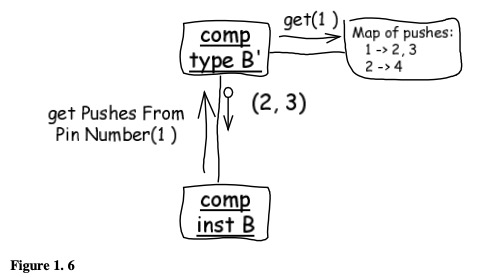 get(1 )
comp
type B'
Map of pushes:
1 -> 2, 3
2 -> 4
get Pushes From
Pin Number(1 )
(2, 3)
comp
inst B
Figure 1. 6